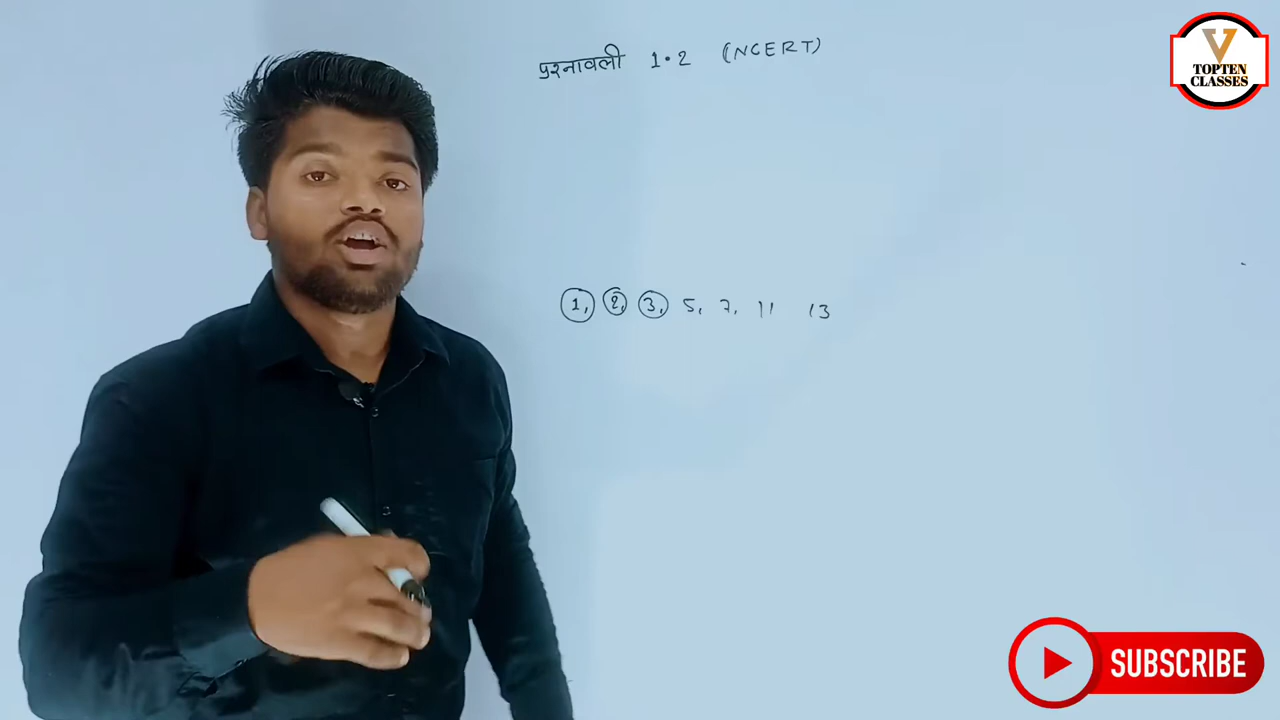 प्रश्नावली 1.2 (NCERT)
TOPTEN
CLASSES
1, 2, 3, 5, 7, 11 13
SUBSCRIBE